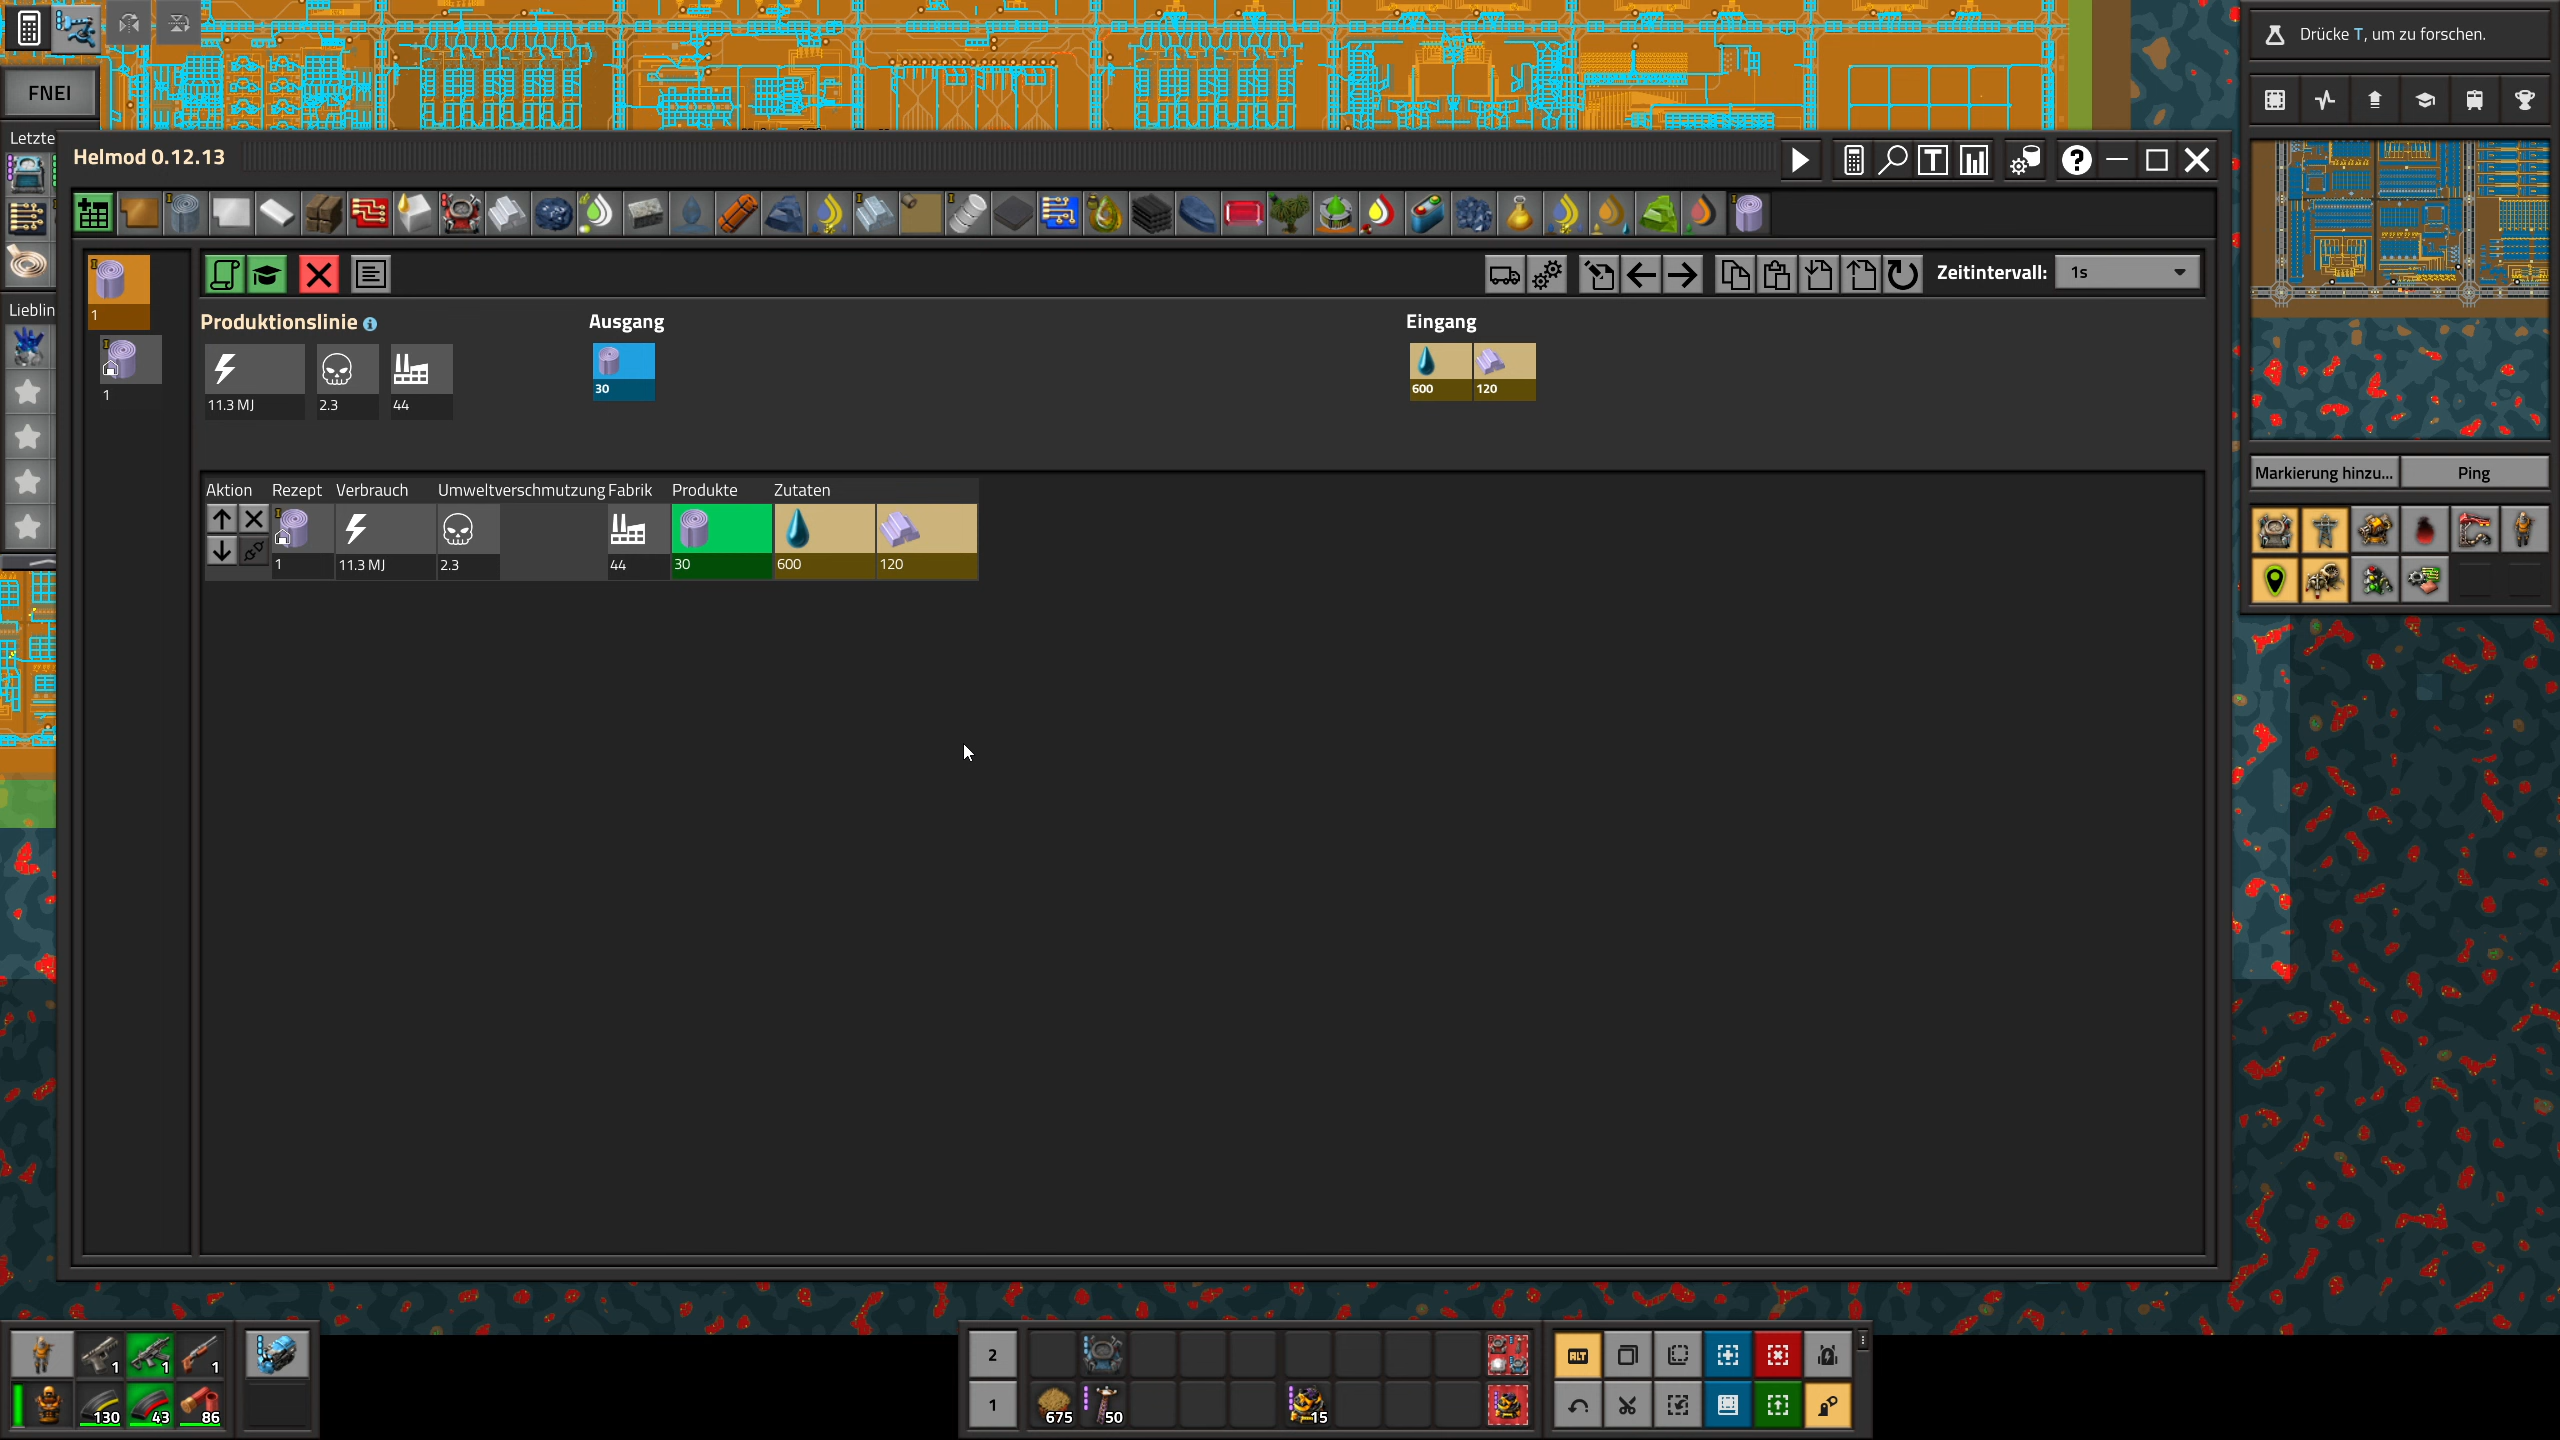 Drücke T, um zu forschen.
FNEI
Letzte
Helmod 0.12.13
Zeitintervall: 1s
1
Produktionslinie
Ausgang
Eingang
Lieblin
11.3 MJ
2.3
44
30
600
120
1
Markierung hinzu...
Ping
Aktion
Rezept
Verbrauch
Umweltverschmutzung
Fabrik
Produkte
Zutaten
1
11.3 MJ
2.3
44
30
600
120
1
1
1
2
ALT
130
43
86
1
675
50
15